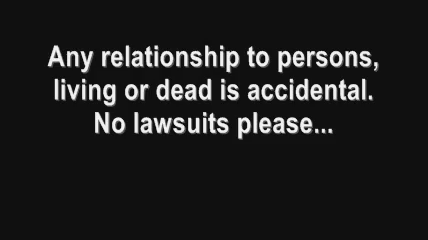 Any relationship to persons,
living or dead is accidental.
No lawsuits please...